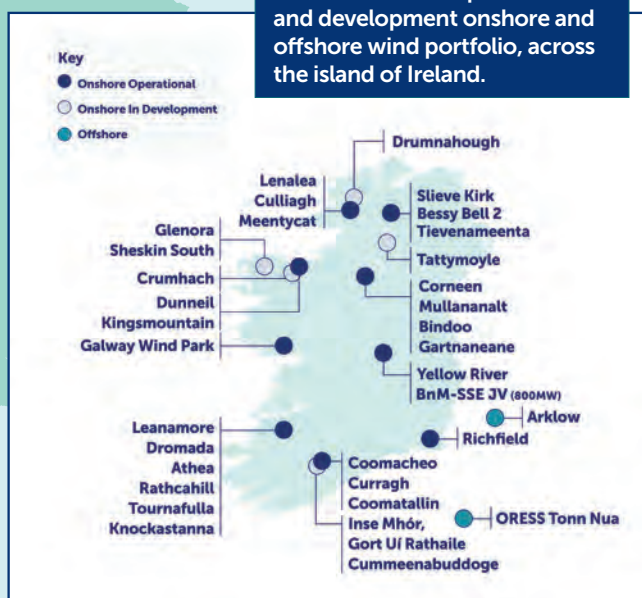 and development onshore and
offshore wind portfolio, across
the island of Ireland.
Key
Onshore Operational
Onshore In Development
Offshore
Drumnahough
Lenalea
Culliagh
Meentycat
Slieve Kirk
Bessy Bell 2
Tievenameenta
Glenora
Sheskin South
Tattymoyle
Crumhach
Dunneil
Kingsmountain
Corneen
Mullananalt
Bindoo
Gartnaneane
Galway Wind Park
Yellow River
BnM-SSE JV (800MW)
Arklow
Richfield
Leanamore
Dromada
Athea
Rathcahill
Tournafulla
Knockastanna
Coomacheo
Curragh
Coomatallin
Inse Mhór,
Gort Uí Rathaile
Cummeenabuddoge
ORESS Tonn Nua